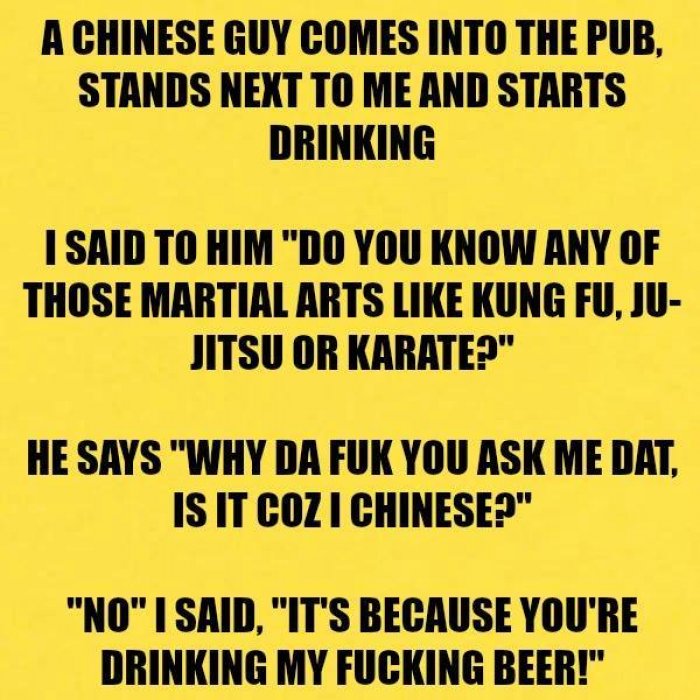 A CHINESE GUY COMES INTO THE PUB,
STANDS NEXT TO ME AND STARTS
DRINKING
I SAID TO HIM "DO YOU KNOW ANY OF
THOSE MARTIAL ARTS LIKE KUNG FU, JU-
JITSU OR KARATE?"
HE SAYS "WHY DA FUK YOU ASK ME DAT,
IS IT COZ I CHINESE?"
"NO" I SAID, "IT'S BECAUSE YOU'RE
DRINKING MY FUCKING BEER!"